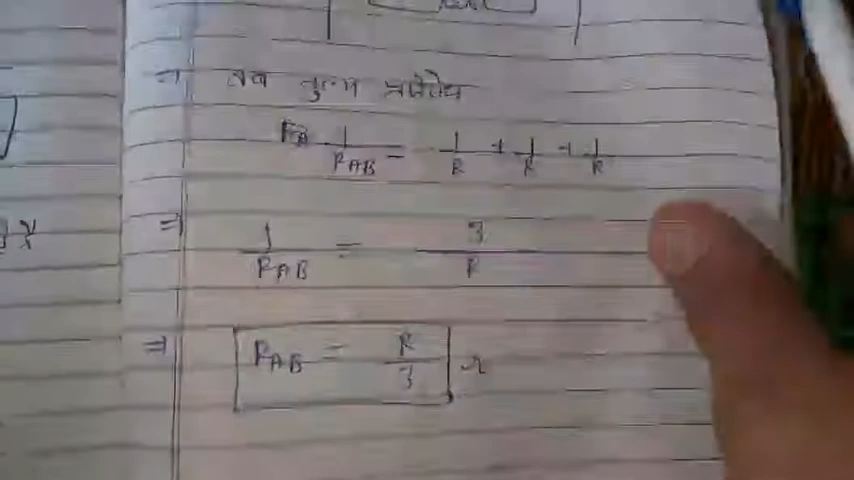 ⇒ तब तुल्य प्रतिरोध
1/RAB = 1/R + 1/R + 1/R
⇒ 1/RAB = 3/R
⇒ RAB = R/3 Ω